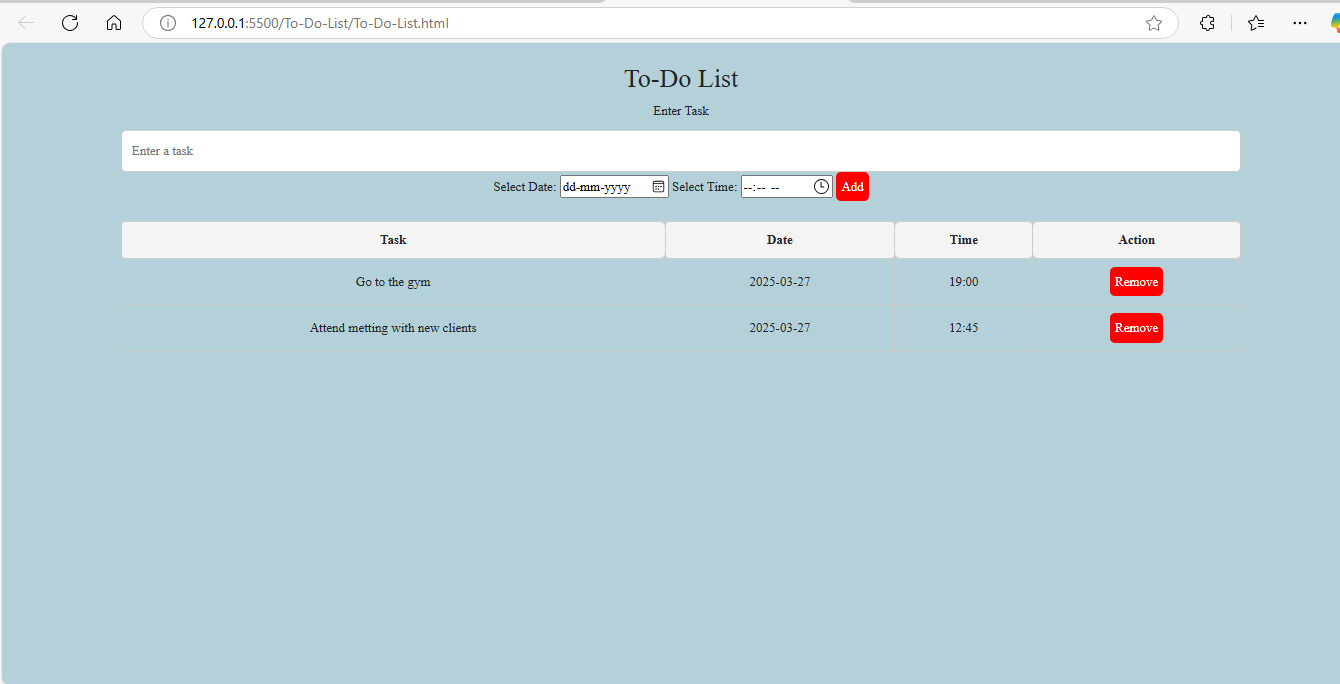 127.0.0.1:5500/To-Do-List/To-Do-List.html
To-Do List
Enter Task
Enter a task
Select Date: dd-mm-yyyy Select Time: --:-- -- Add
Task Date Time Action
Go to the gym 2025-03-27 19:00 Remove
Attend metting with new clients 2025-03-27 12:45 Remove